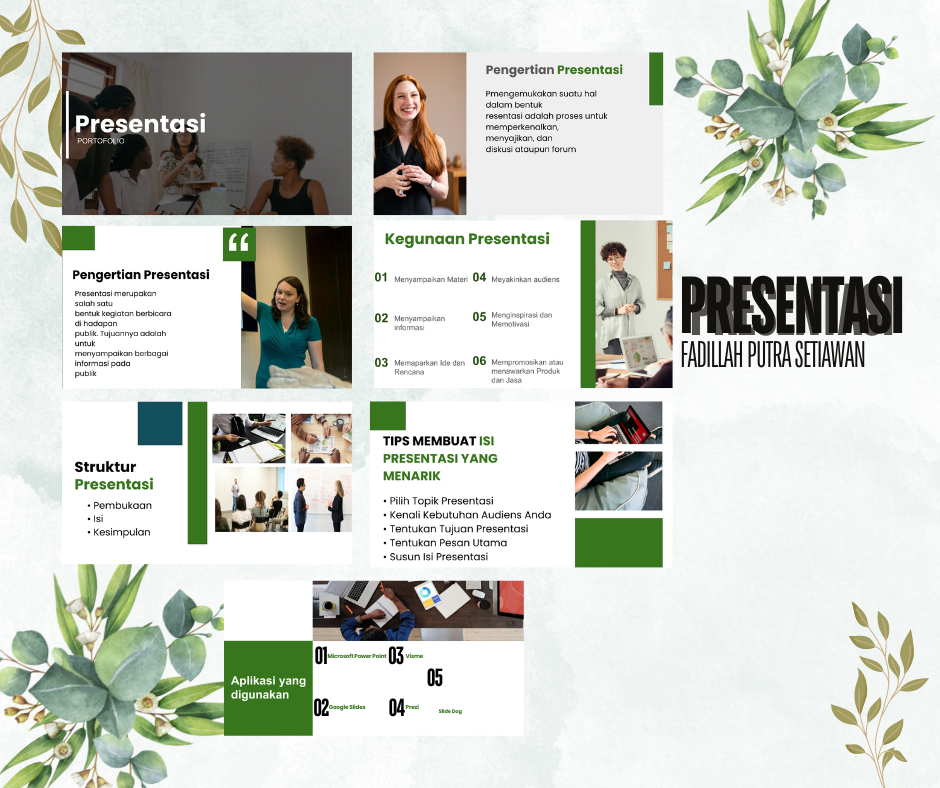 Presentasi
PORTOFOLIO
Pengertian Presentasi
Pmengemukakan suatu hal
dalam bentuk
resentasi adalah proses untuk
memperkenalkan,
menyajikan, dan
diskusi ataupun forum
Pengertian Presentasi
Presentasi merupakan
salah satu
bentuk kegiatan berbicara
di hadapan
publik. Tujuannya adalah
untuk
menyampaikan berbagai
informasi pada
publik
Kegunaan Presentasi
01 Menyampaikan Materi
04 Meyakinkan audiens
02 Menyampaikan
informasi
05 Menginspirasi dan
Memotivasi
03 Memaparkan Ide dan
Rencana
06 Mempromosikan atau
menawarkan Produk
dan Jasa
PRESENTASI
FADILLAH PUTRA SETIAWAN
Struktur
Presentasi
• Pembukaan
• Isi
• Kesimpulan
TIPS MEMBUAT ISI
PRESENTASI YANG
MENARIK
• Pilih Topik Presentasi
• Kenali Kebutuhan Audiens Anda
• Tentukan Tujuan Presentasi
• Tentukan Pesan Utama
• Susun Isi Presentasi
Aplikasi yang
digunakan
01 Microsoft Power Point
03 Visme
05
02 Google Slides
04 Prezi
Slide Dog